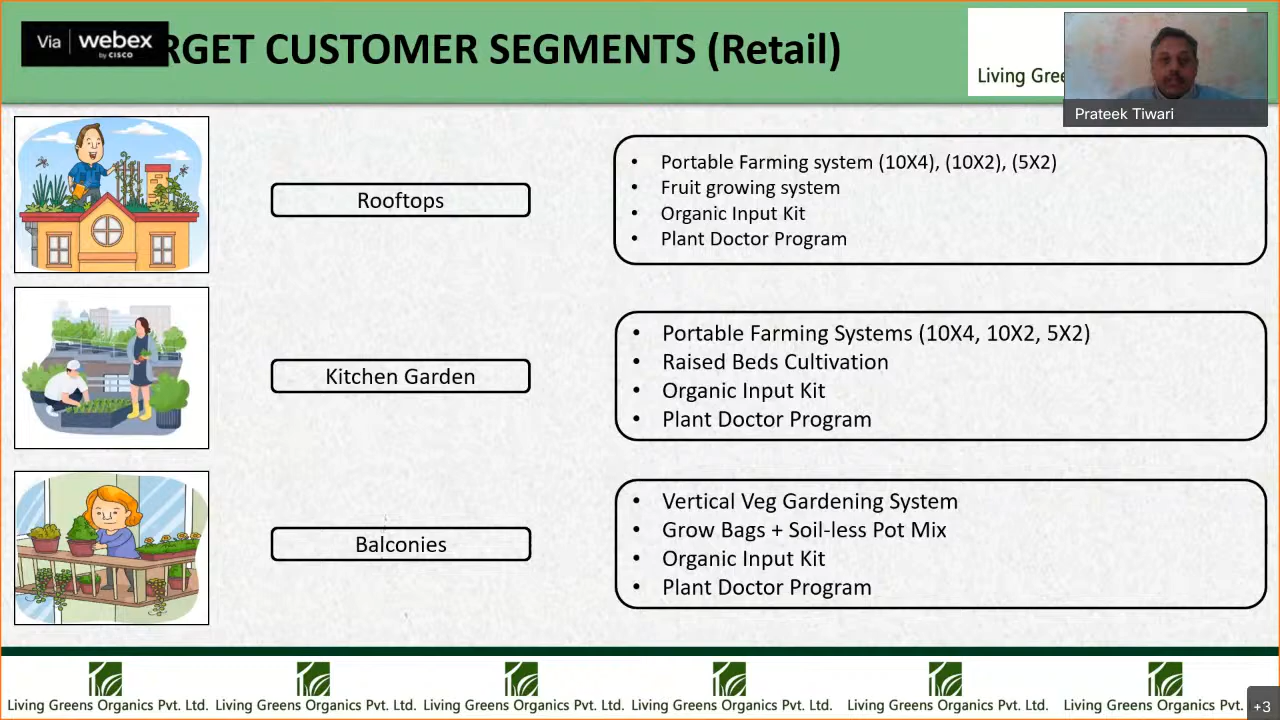 Via webex
by CISCO
RGET CUSTOMER SEGMENTS (Retail)
Living Gree
Prateek Tiwari
Rooftops
• Portable Farming system (10X4), (10X2), (5X2)
• Fruit growing system
• Organic Input Kit
• Plant Doctor Program
Kitchen Garden
• Portable Farming Systems (10X4, 10X2, 5X2)
• Raised Beds Cultivation
• Organic Input Kit
• Plant Doctor Program
Balconies
• Vertical Veg Gardening System
• Grow Bags + Soil-less Pot Mix
• Organic Input Kit
• Plant Doctor Program
Living Greens Organics Pvt. Ltd. Living Greens Organics Pvt. Ltd. Living Greens Organics Pvt. Ltd. Living Greens Organics Pvt. Ltd. Living Greens Organics Pvt. Ltd. Living Greens Organics Pvt.
+3